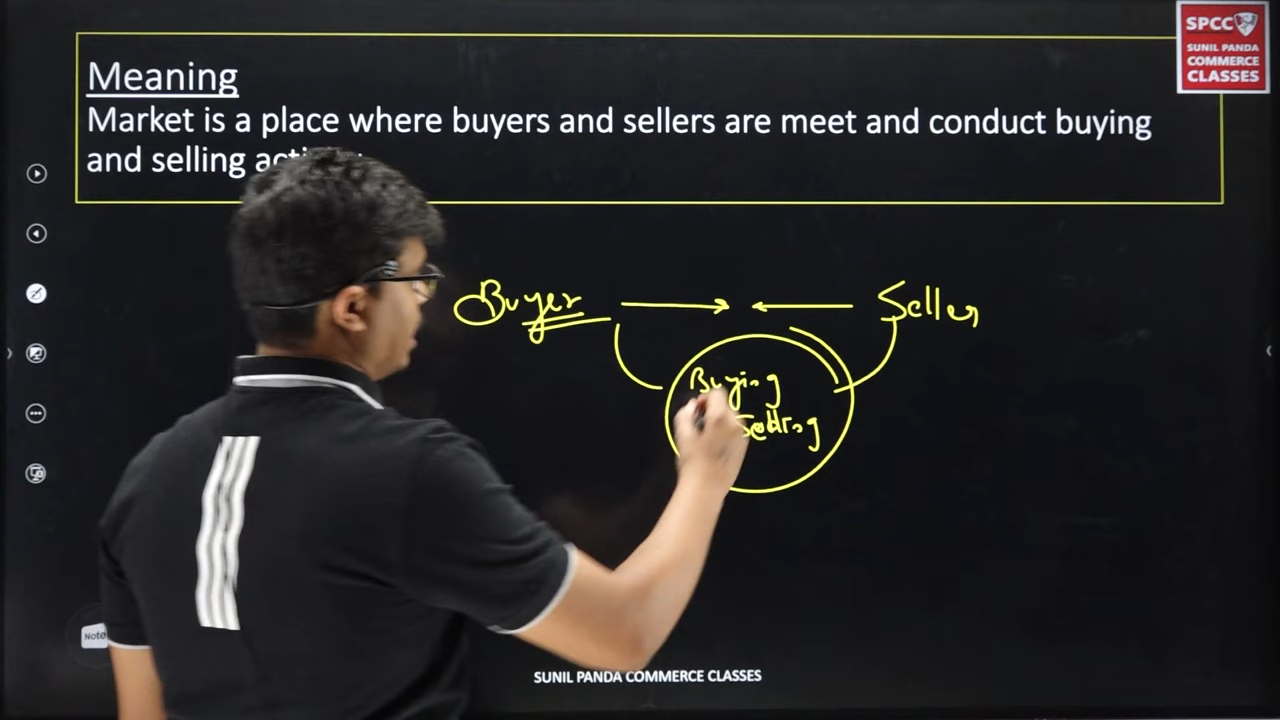 SPCC
SUNIL PANDA
COMMERCE
CLASSES
Meaning
Market is a place where buyers and sellers are meet and conduct buying
and selling
Buyer
Seller
Buying
Selling
Note
SUNIL PANDA COMMERCE CLASSES